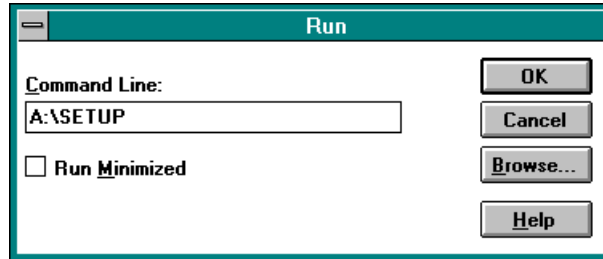 Run
Command Line:
A:\SETUP
Run Minimized
OK
Cancel
Browse...
Help